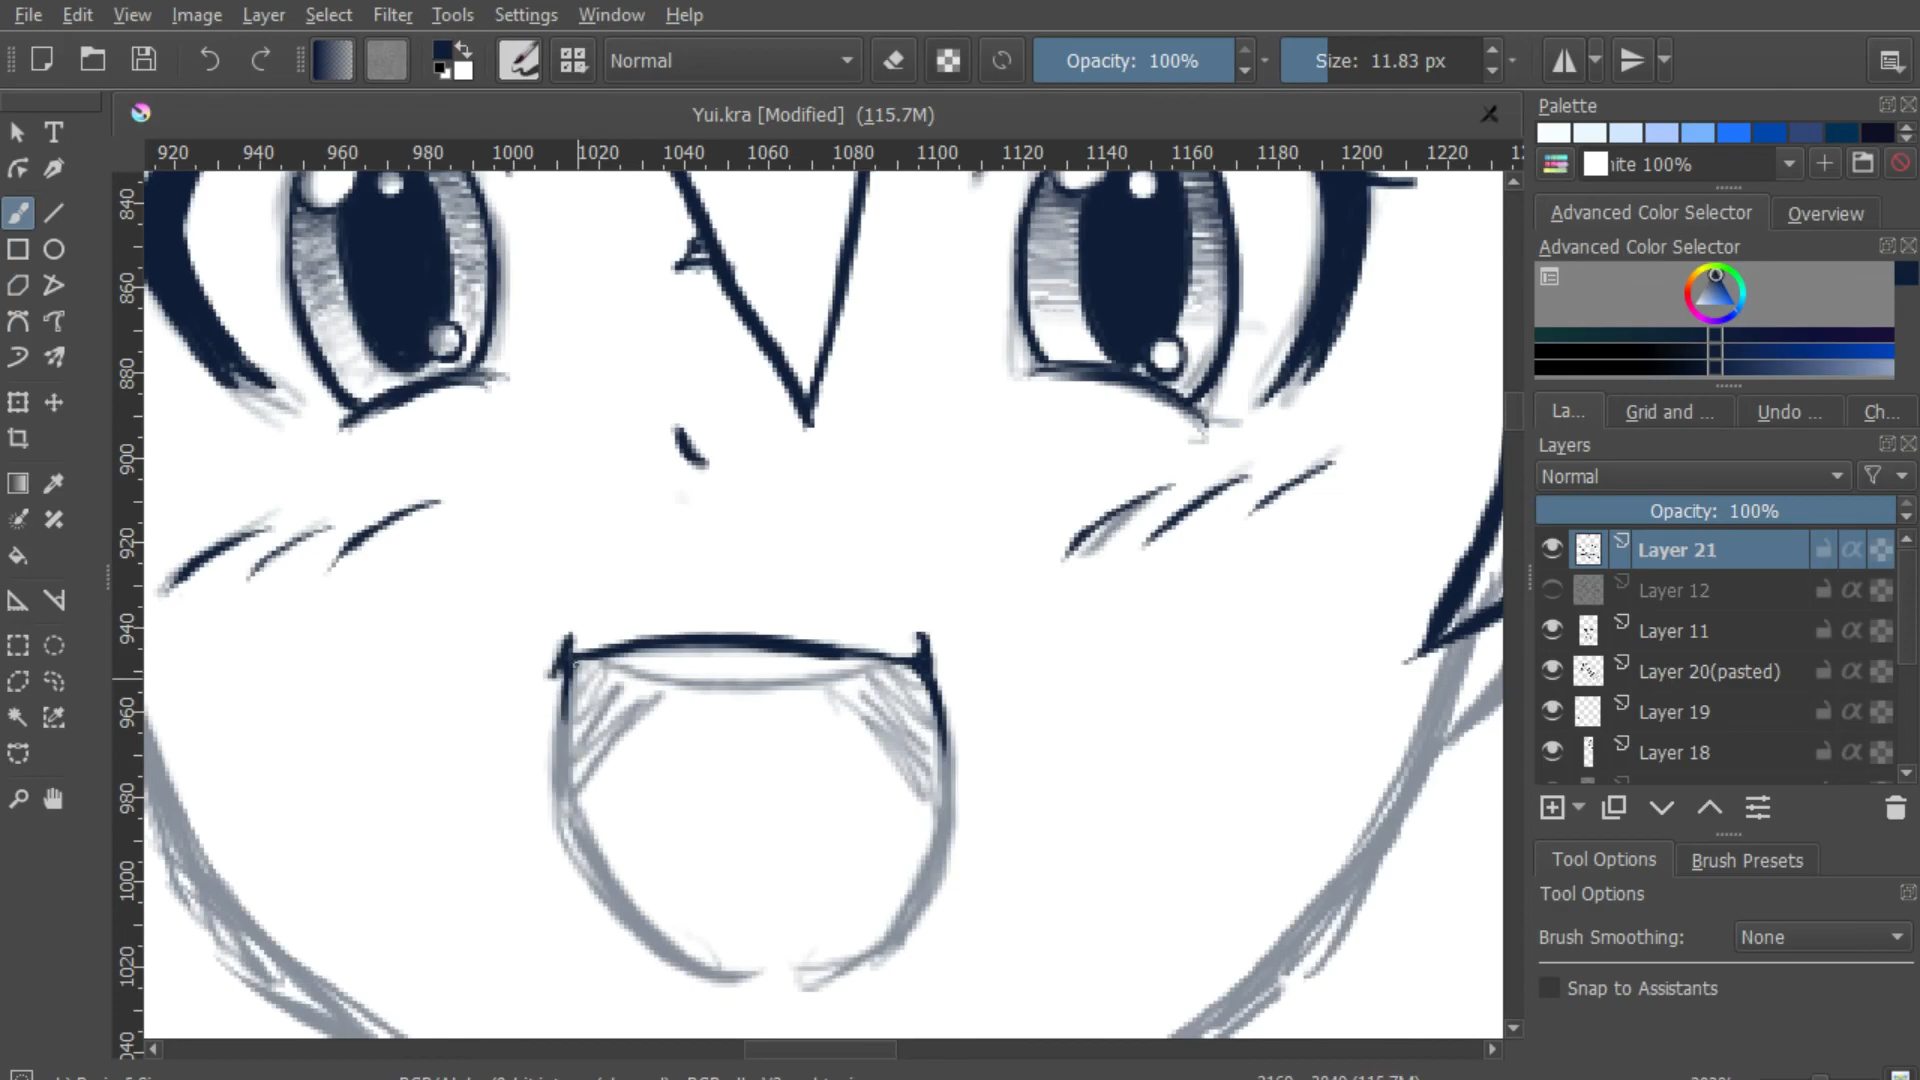 File Edit View Image Layer Select Filter Tools Settings Window Help
Normal
Opacity: 100%
Size: 11.83 px
Yui.kra [Modified] (115.7M)
920 940 960 980 1000 1020 1040 1060 1080 1100 1120 1140 1160 1180 1200 1220
840
860
880
900
920
940
960
980
1000
1020
Palette
ite 100%
Advanced Color Selector Overview
Advanced Color Selector
La... Grid and ... Undo ... Ch...
Layers
Normal
Opacity: 100%
Layer 21
Layer 12
Layer 11
Layer 20(pasted)
Layer 19
Layer 18
Tool Options Brush Presets
Tool Options
Brush Smoothing: None
Snap to Assistants